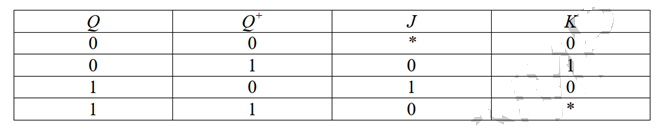 Q Q⁺ J K
0 0 * 0
0 1 0 1
1 0 1 0
1 1 0 *